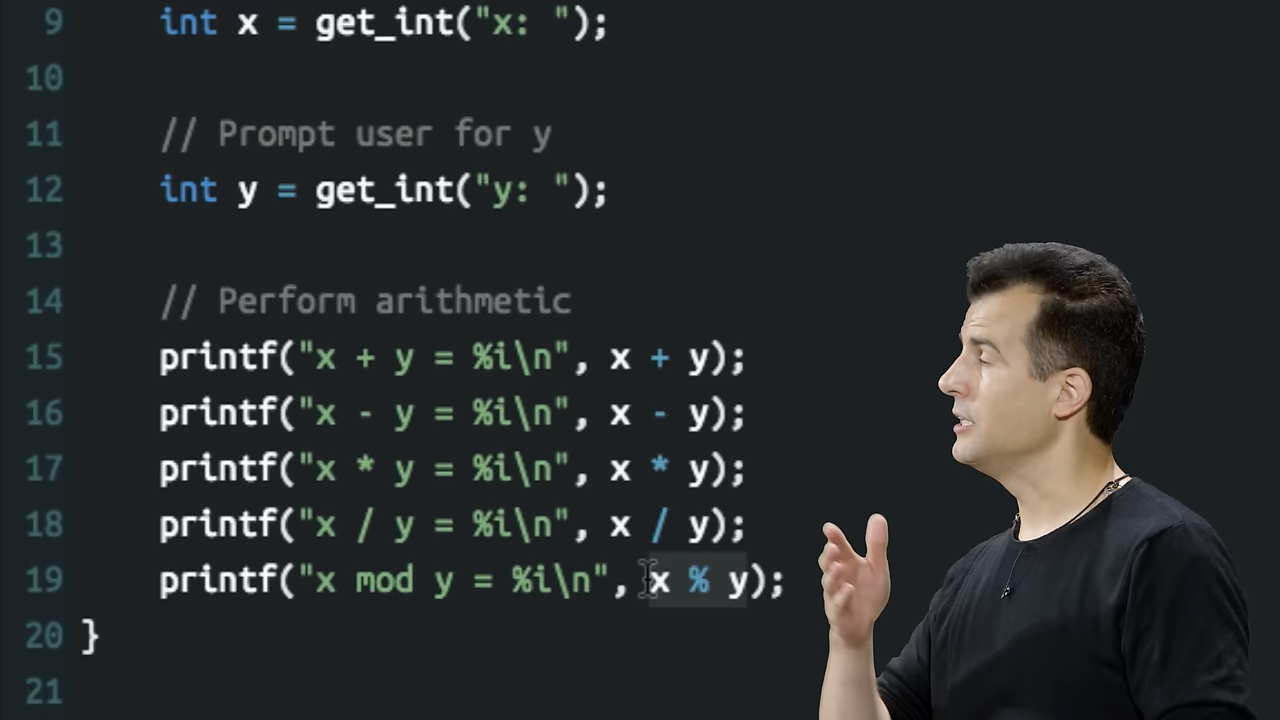 9 int x = get_int("x: ");
10
11 // Prompt user for y
12 int y = get_int("y: ");
13
14 // Perform arithmetic
15 printf("x + y = %i\n", x + y);
16 printf("x - y = %i\n", x - y);
17 printf("x * y = %i\n", x * y);
18 printf("x / y = %i\n", x / y);
19 printf("x mod y = %i\n", x % y);
20 }
21